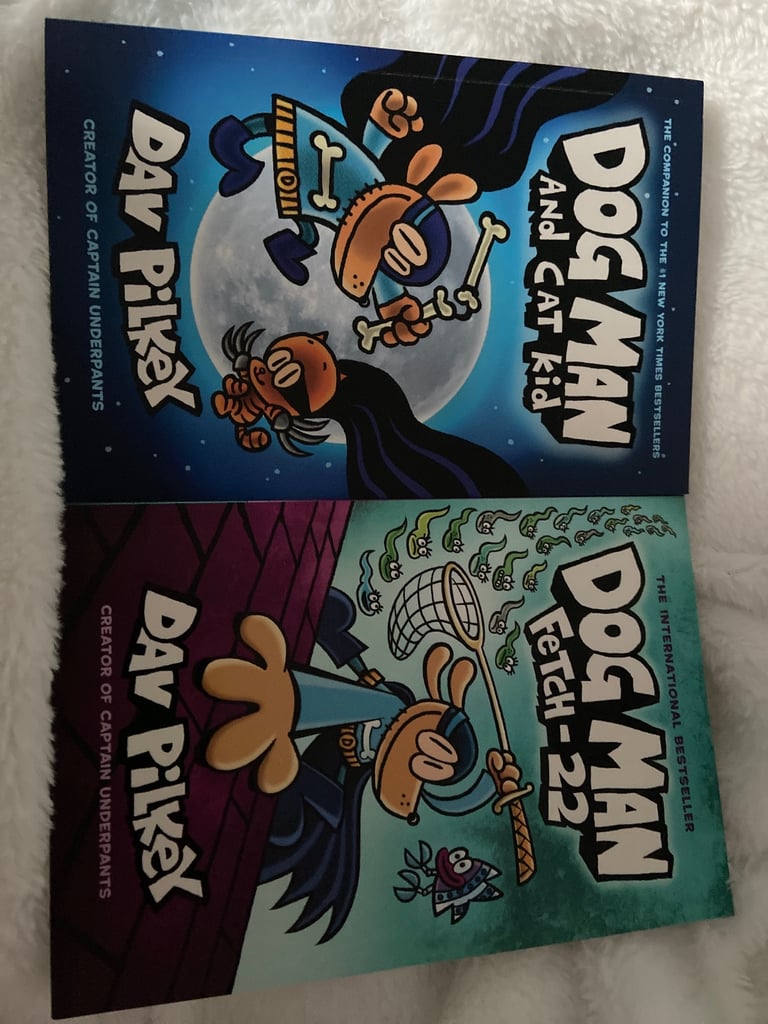 THE COMPANION TO THE #1 NEW YORK TIMES BESTSELLERS
DOG MAN
AND CAT Kid
DAV PilkEY
CREATOR OF CAPTAIN UNDERPANTS
THE INTERNATIONAL BESTSELLER
DOG MAN
FETCH-22
DAV PilkEY
CREATOR OF CAPTAIN UNDERPANTS